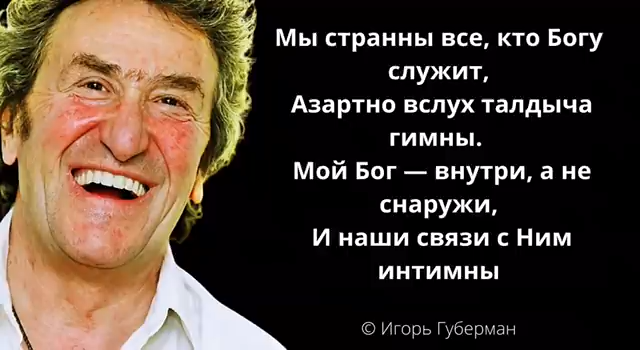 Мы странны все, кто Богу
служит,
Азартно вслух талдыча
гимны.
Мой Бог — внутри, а не
снаружи,
И наши связи с Ним
интимны
© Игорь Губерман